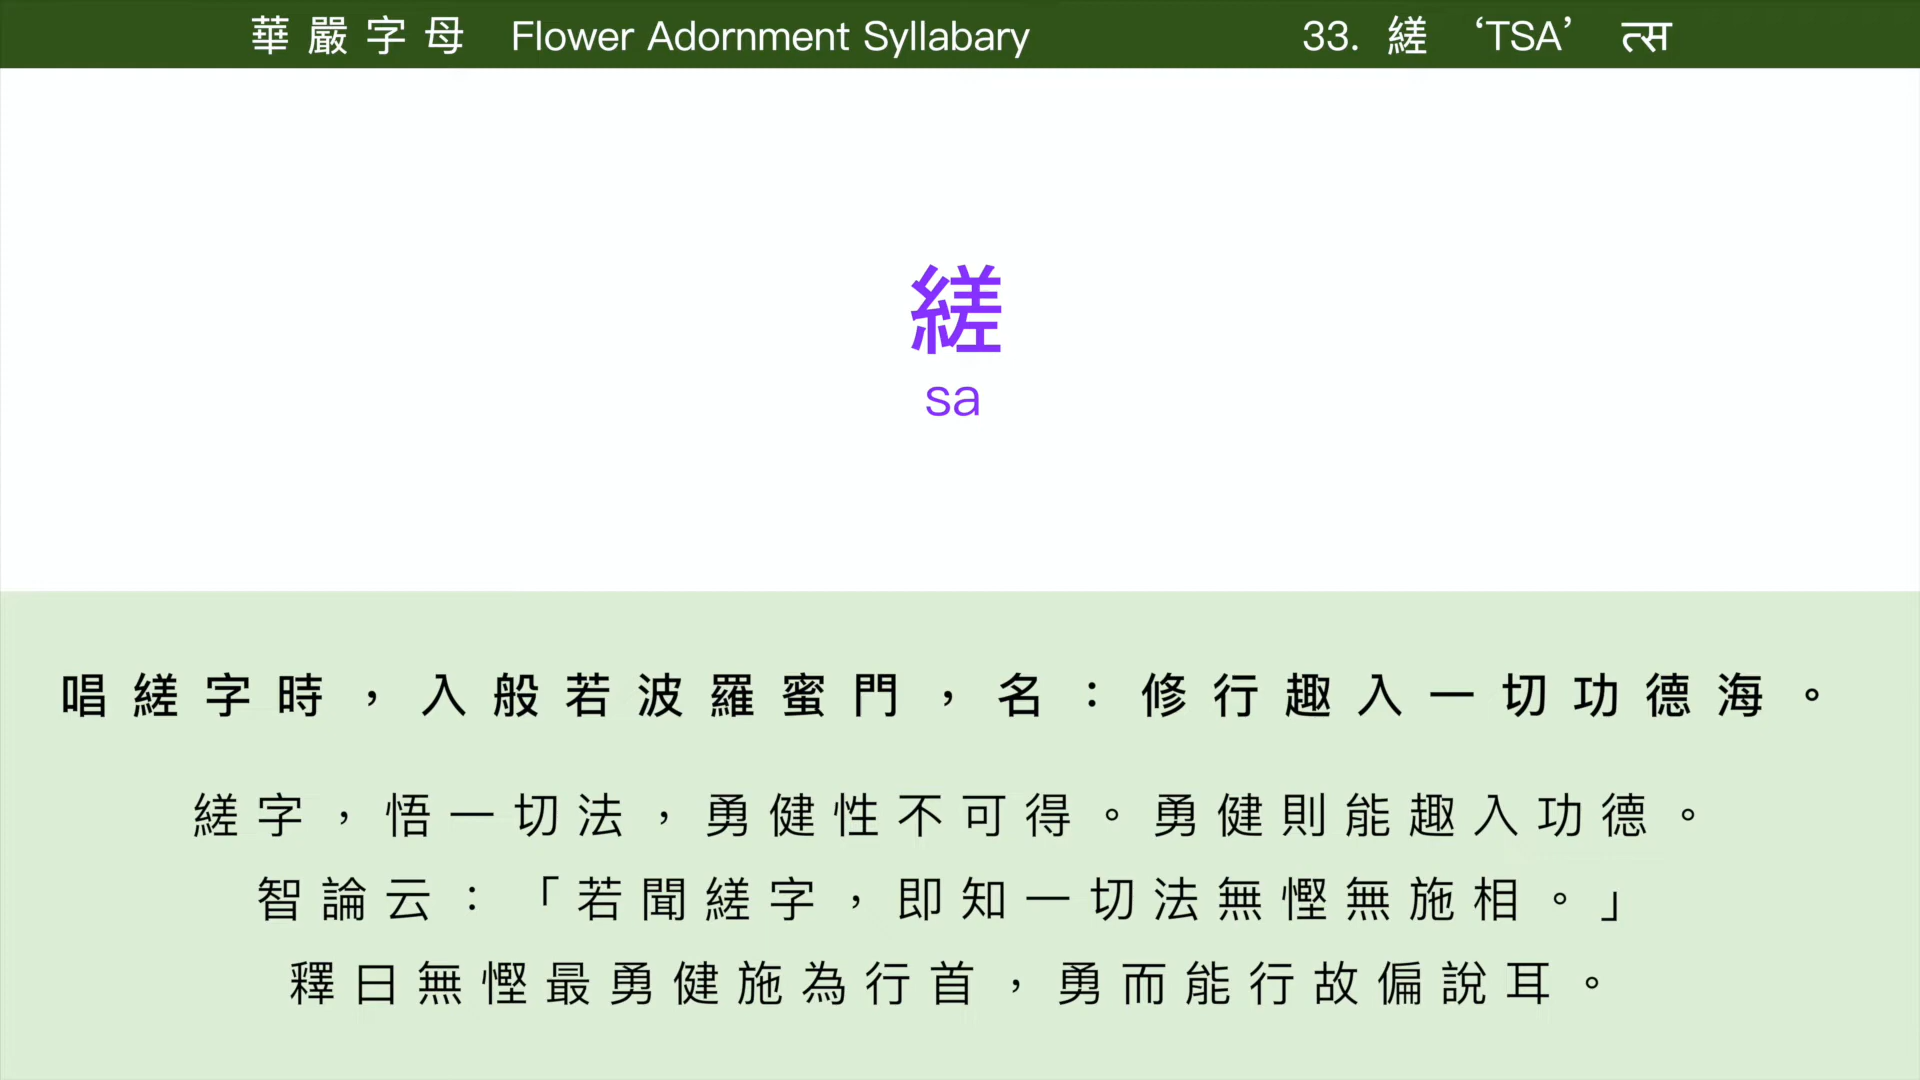 華嚴字母 Flower Adornment Syllabary 33. 縒 ‘TSA’ त्स
縒
sa
唱縒字時，入般若波羅蜜門，名：修行趣入一切功德海。
縒字，悟一切法，勇健性不可得。勇健則能趣入功德。
智論云：「若聞縒字，即知一切法無慳無施相。」
釋曰無慳最勇健施為行首，勇而能行故偏說耳。